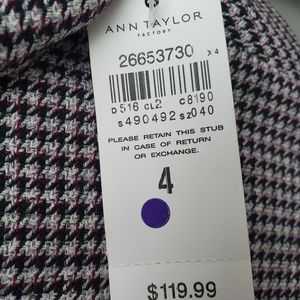 ANN TAYLOR
FACTORY
26653730 X4
D516 CL2 C8190
S490492 SZ040
PLEASE RETAIN THIS STUB
IN CASE OF RETURN
OR EXCHANGE.
4
$119.99